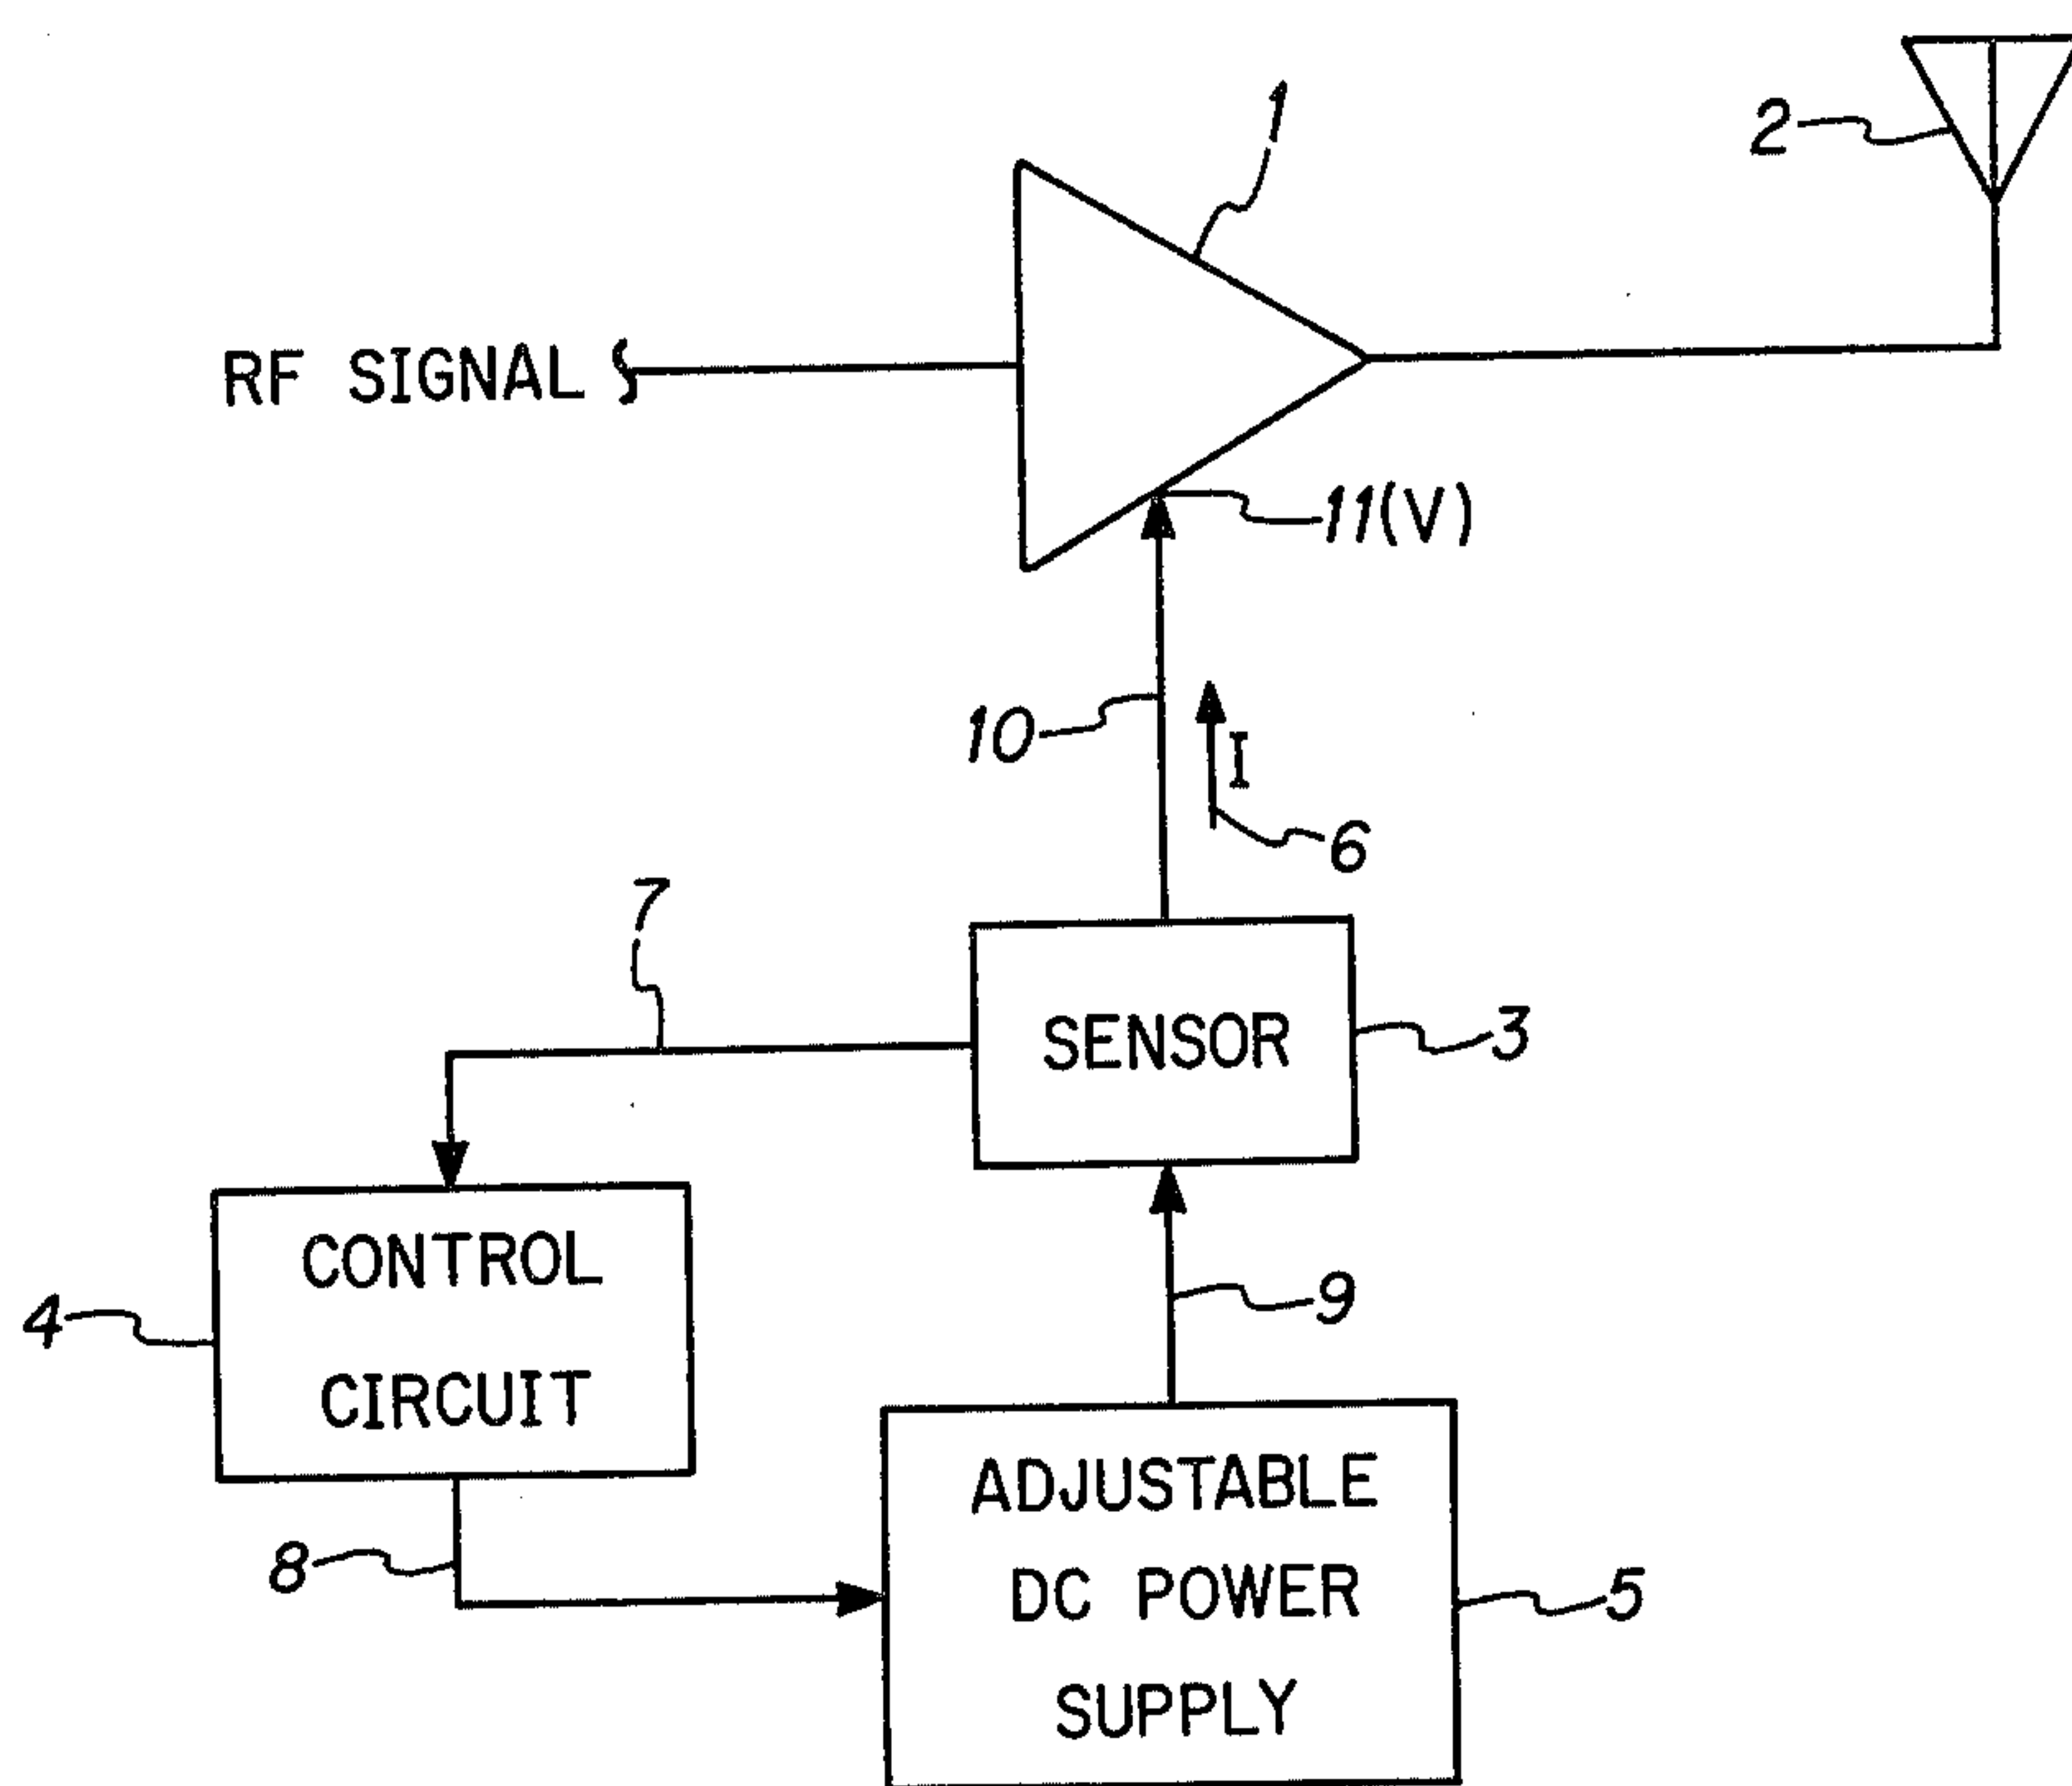 1
2
RF SIGNAL
11(V)
10
I
6
7
SENSOR
3
CONTROL
4
CIRCUIT
9
ADJUSTABLE
8
DC POWER
5
SUPPLY